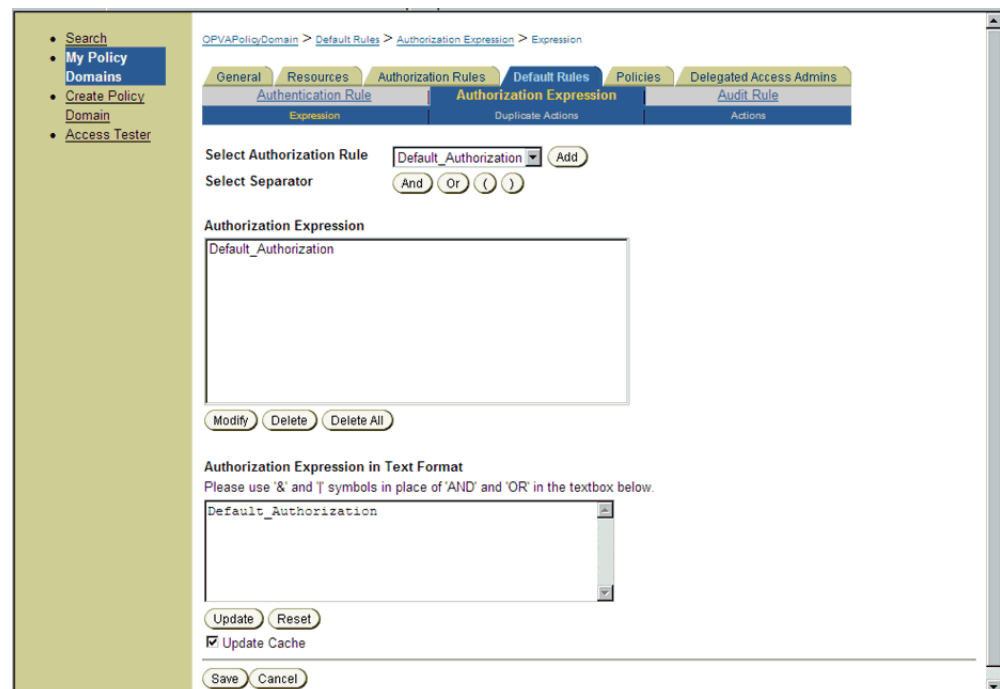 Search
My Policy
Domains
Create Policy
Domain
Access Tester
OPVAPolicyDomain > Default Rules > Authorization Expression > Expression
General Resources Authorization Rules Default Rules Policies Delegated Access Admins
Authentication Rule Authorization Expression Audit Rule
Expression Duplicate Actions Actions
Select Authorization Rule Default_Authorization Add
Select Separator And Or ( )
Authorization Expression
Default_Authorization
Modify Delete Delete All
Authorization Expression in Text Format
Please use '&' and '|' symbols in place of 'AND' and 'OR' in the textbox below.
Default_Authorization
Update Reset
Update Cache
Save Cancel